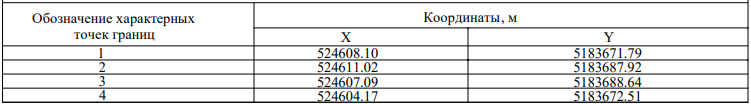 Обозначение характерных точек границ Координаты, м
X Y
1 524608.10 5183671.79
2 524611.02 5183687.92
3 524607.09 5183688.64
4 524604.17 5183672.51